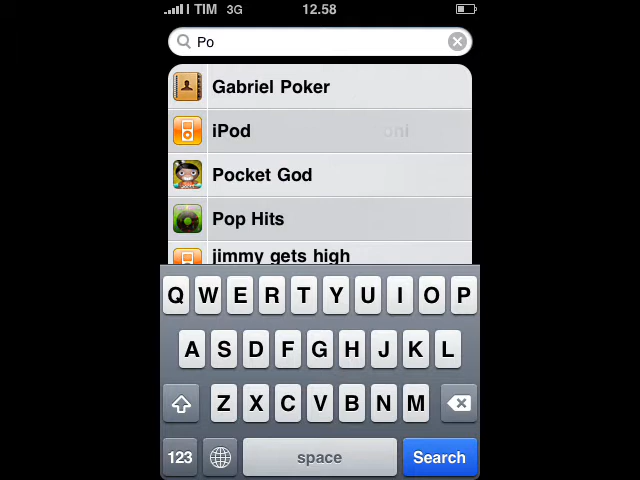 TIM 3G 12.58
Po
Gabriel Poker
iPod
Pocket God
Pop Hits
jimmy gets high
Q W E R T Y U I O P
A S D F G H J K L
Z X C V B N M
123 space Search